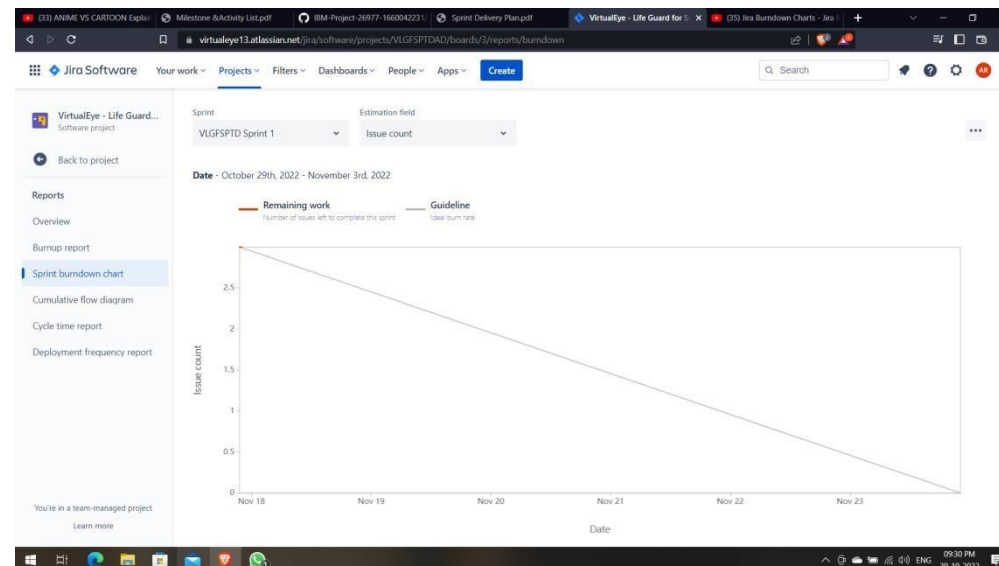 (33) ANIME VS CARTOON Explai
Milestone &Activity List.pdf
IBM-Project-26977-1660042231/
Sprint Delivery Plan.pdf
VirtualEye - Life Guard for S
(35) Jira Burndown Charts - Jira
virtualeye13.atlassian.net/jira/software/projects/VLGFSPTDAD/boards/3/reports/burndown
Jira Software
Your work
Projects
Filters
Dashboards
People
Apps
Create
Search
AR
VirtualEye - Life Guard...
Software project
Back to project
Reports
Overview
Burnup report
Sprint burndown chart
Cumulative flow diagram
Cycle time report
Deployment frequency report
You're in a team-managed project
Learn more
Sprint
VLGFSPTD Sprint 1
Estimation field
Issue count
Date - October 29th, 2022 - November 3rd, 2022
Remaining work
Number of issues left to complete this sprint
Guideline
Ideal burn rate
Issue count
2.5
2
1.5
1
0.5
0
Nov 18
Nov 19
Nov 20
Nov 21
Nov 22
Nov 23
Date
ENG
09:30 PM